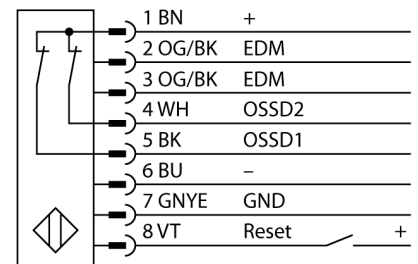 1 BN +
2 OG/BK EDM
3 OG/BK EDM
4 WH OSSD2
5 BK OSSD1
6 BU –
7 GNYE GND
8 VT Reset +